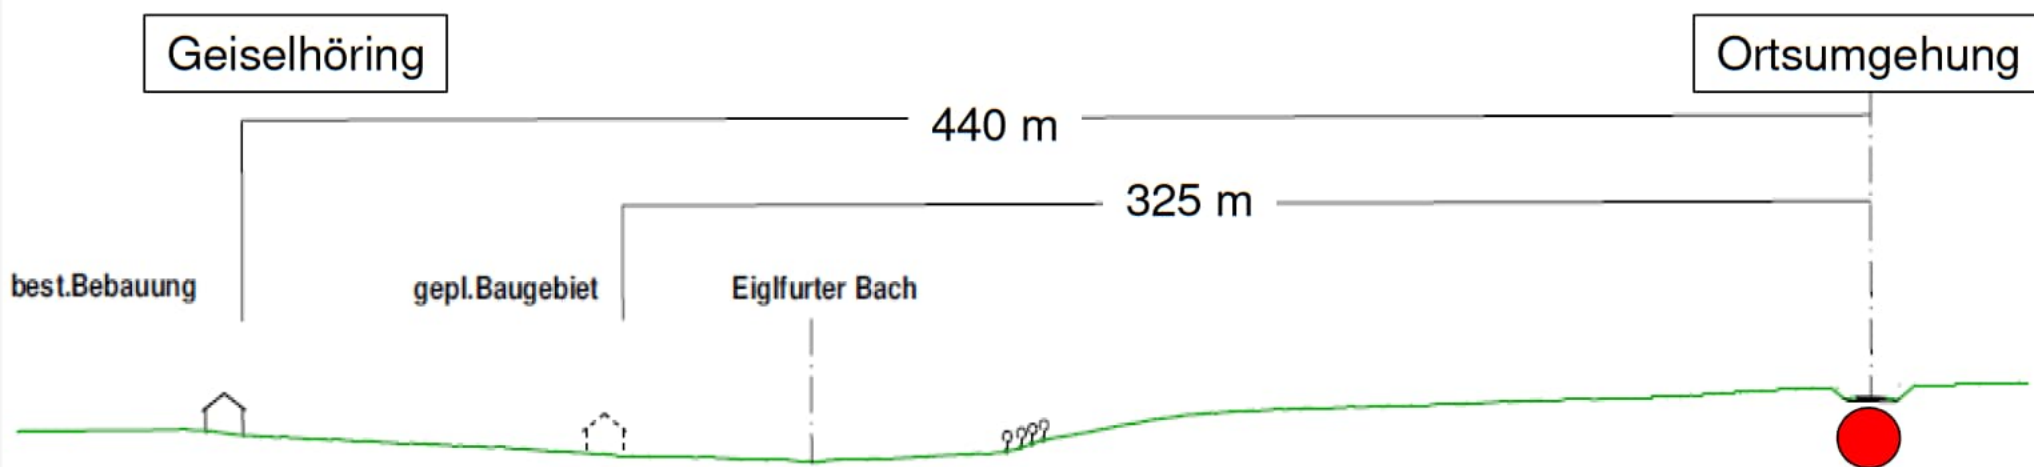 Geiselhöring
Ortsumgehung
440 m
325 m
best.Bebauung
gepl.Baugebiet
Eiglfurter Bach